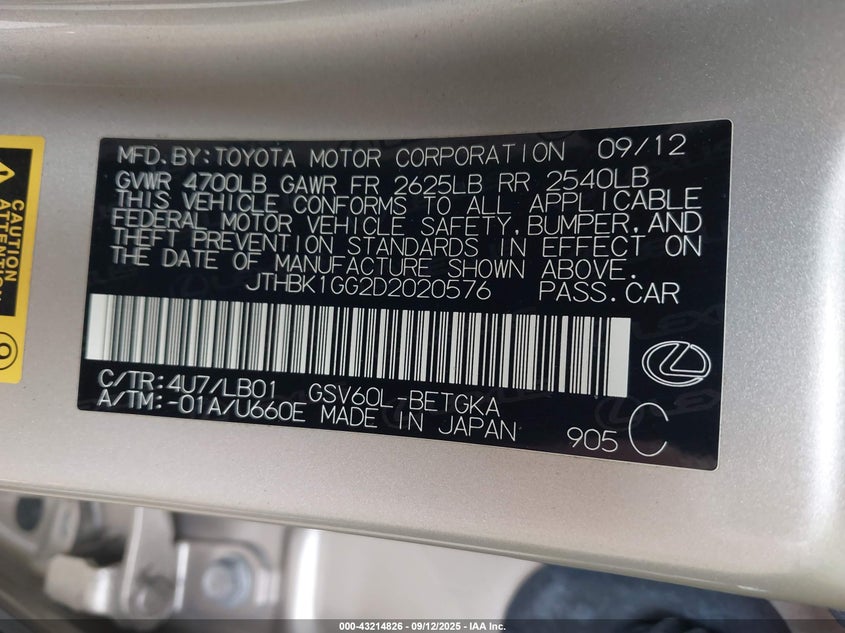 MFD.BY:TOYOTA MOTOR CORPORATION 09/12
GVWR 4700LB GAWR FR 2625LB RR 2540LB
THIS VEHICLE CONFORMS TO ALL APPLICABLE
FEDERAL MOTOR VEHICLE SAFETY,BUMPER,AND
THEFT PREVENTION STANDARDS IN EFFECT ON
THE DATE OF MANUFACTURE SHOWN ABOVE.
JTHBK1GG2D2020576 PASS.CAR
C/TR:4U7/LB01 GSV60L-BETGKA
A/TM:-01A/U660E MADE IN JAPAN 905 C
CAUTION
ATTENTION
000-43214826 - 09/12/2025 - IAA Inc.